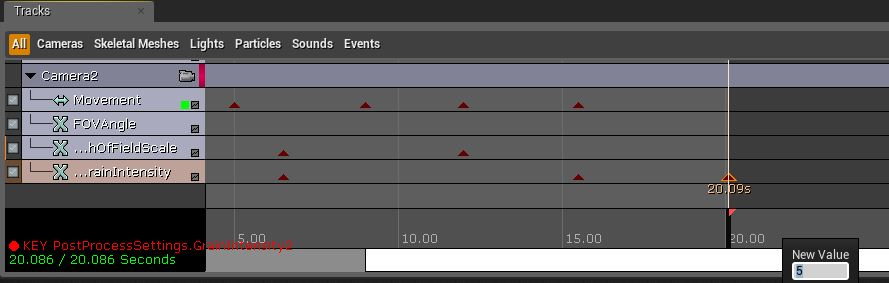 Tracks
All Cameras Skeletal Meshes Lights Particles Sounds Events
Camera2
Movement
FOVAngle
...hOfFieldScale
...rainIntensity
20.09s
5.00 10.00 15.00 20.00
KEY PostProcessSettings.GrainIntensity2
20.086 / 20.086 Seconds
New Value
5